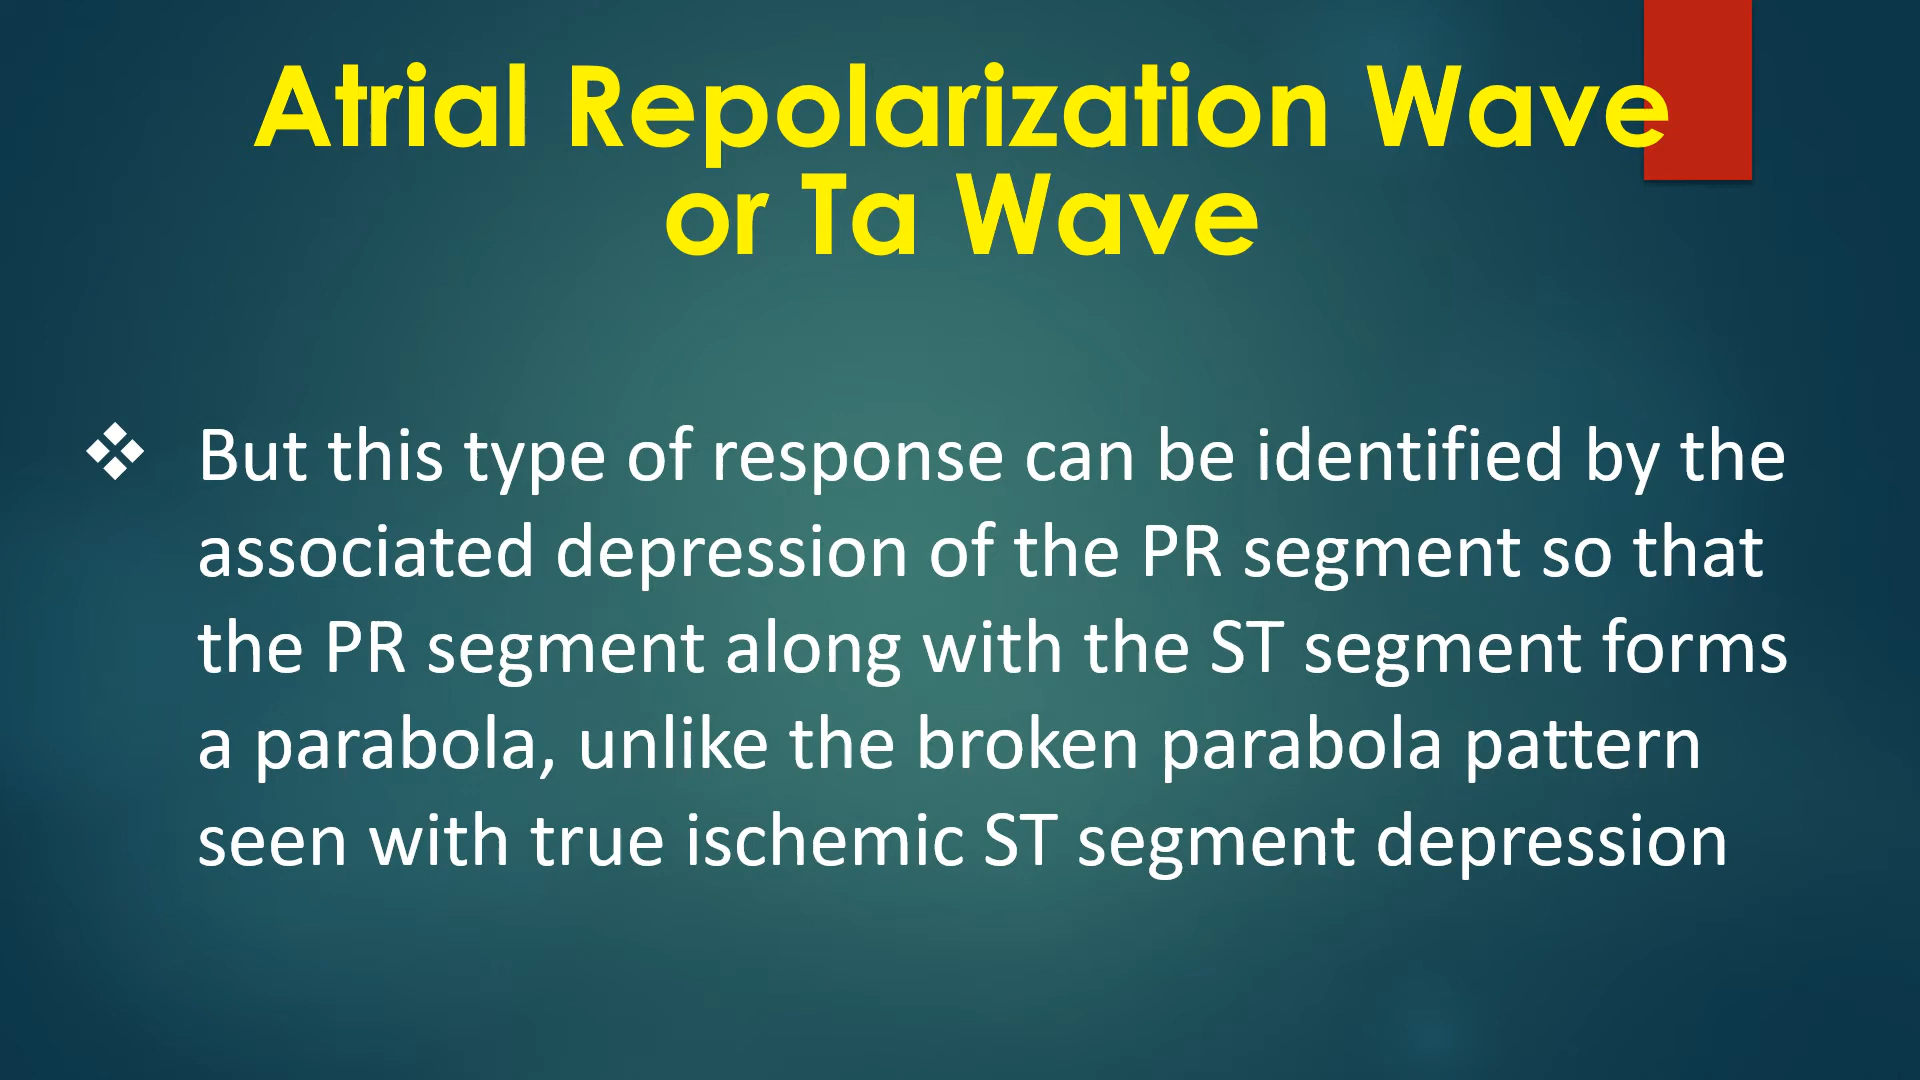 Atrial Repolarization Wave
or Ta Wave
❖ But this type of response can be identified by the
associated depression of the PR segment so that
the PR segment along with the ST segment forms
a parabola, unlike the broken parabola pattern
seen with true ischemic ST segment depression